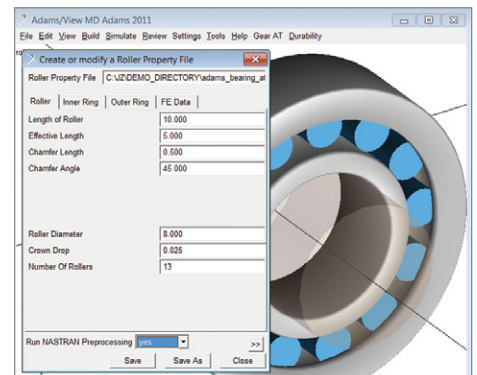 Adams/View MD Adams 2011
File Edit View Build Simulate Review Settings Tools Help Gear AT Durability
Create or modify a Roller Property File
Roller Property File C:\JZ\DEMO_DIRECTORY\adams_bearing_at
Roller Inner Ring Outer Ring FE Data
Length of Roller 10.000
Effective Length 5.000
Chamfer Length 0.500
Chamfer Angle 45.000
Roller Diameter 8.000
Crown Drop 0.025
Number Of Rollers 13
Run NASTRAN Preprocessing yes >>
Save Save As Close